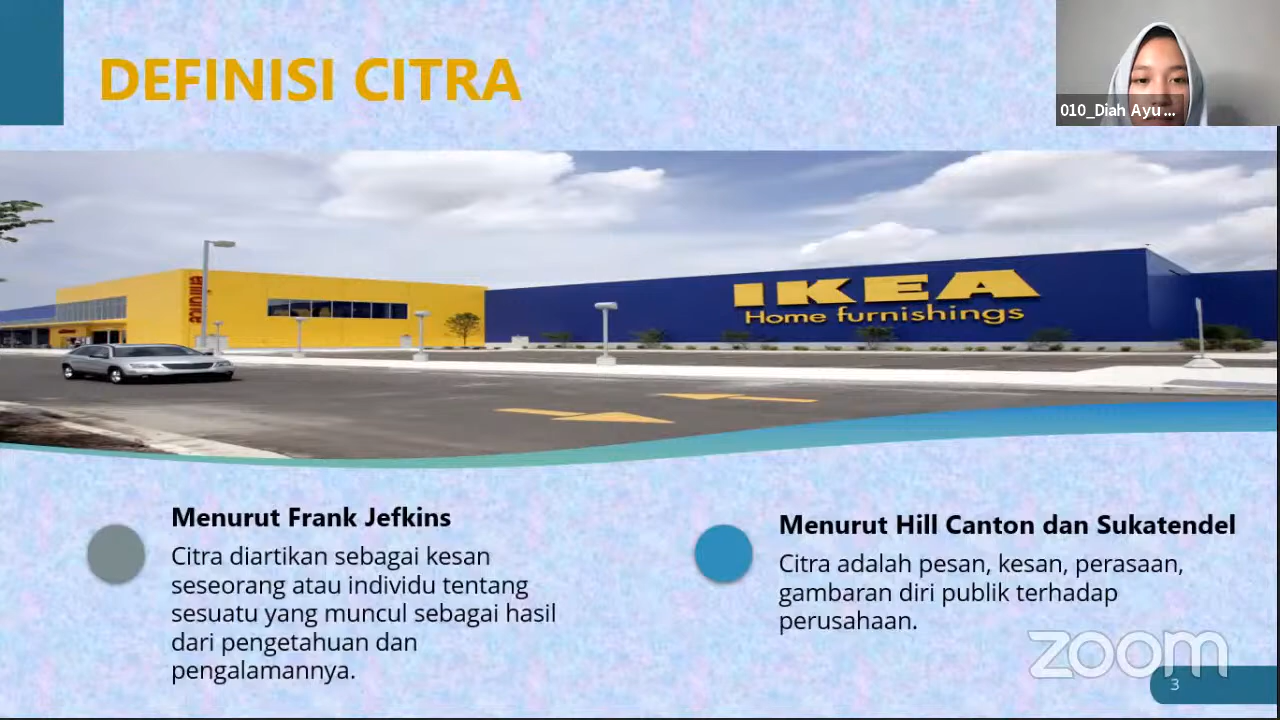 DEFINISI CITRA
010_Diah Ayu...
IKEA
Home furnishings
Menurut Frank Jefkins
Citra diartikan sebagai kesan
seseorang atau individu tentang
sesuatu yang muncul sebagai hasil
dari pengetahuan dan
pengalamannya.
Menurut Hill Canton dan Sukatendel
Citra adalah pesan, kesan, perasaan,
gambaran diri publik terhadap
perusahaan.
zoom
3